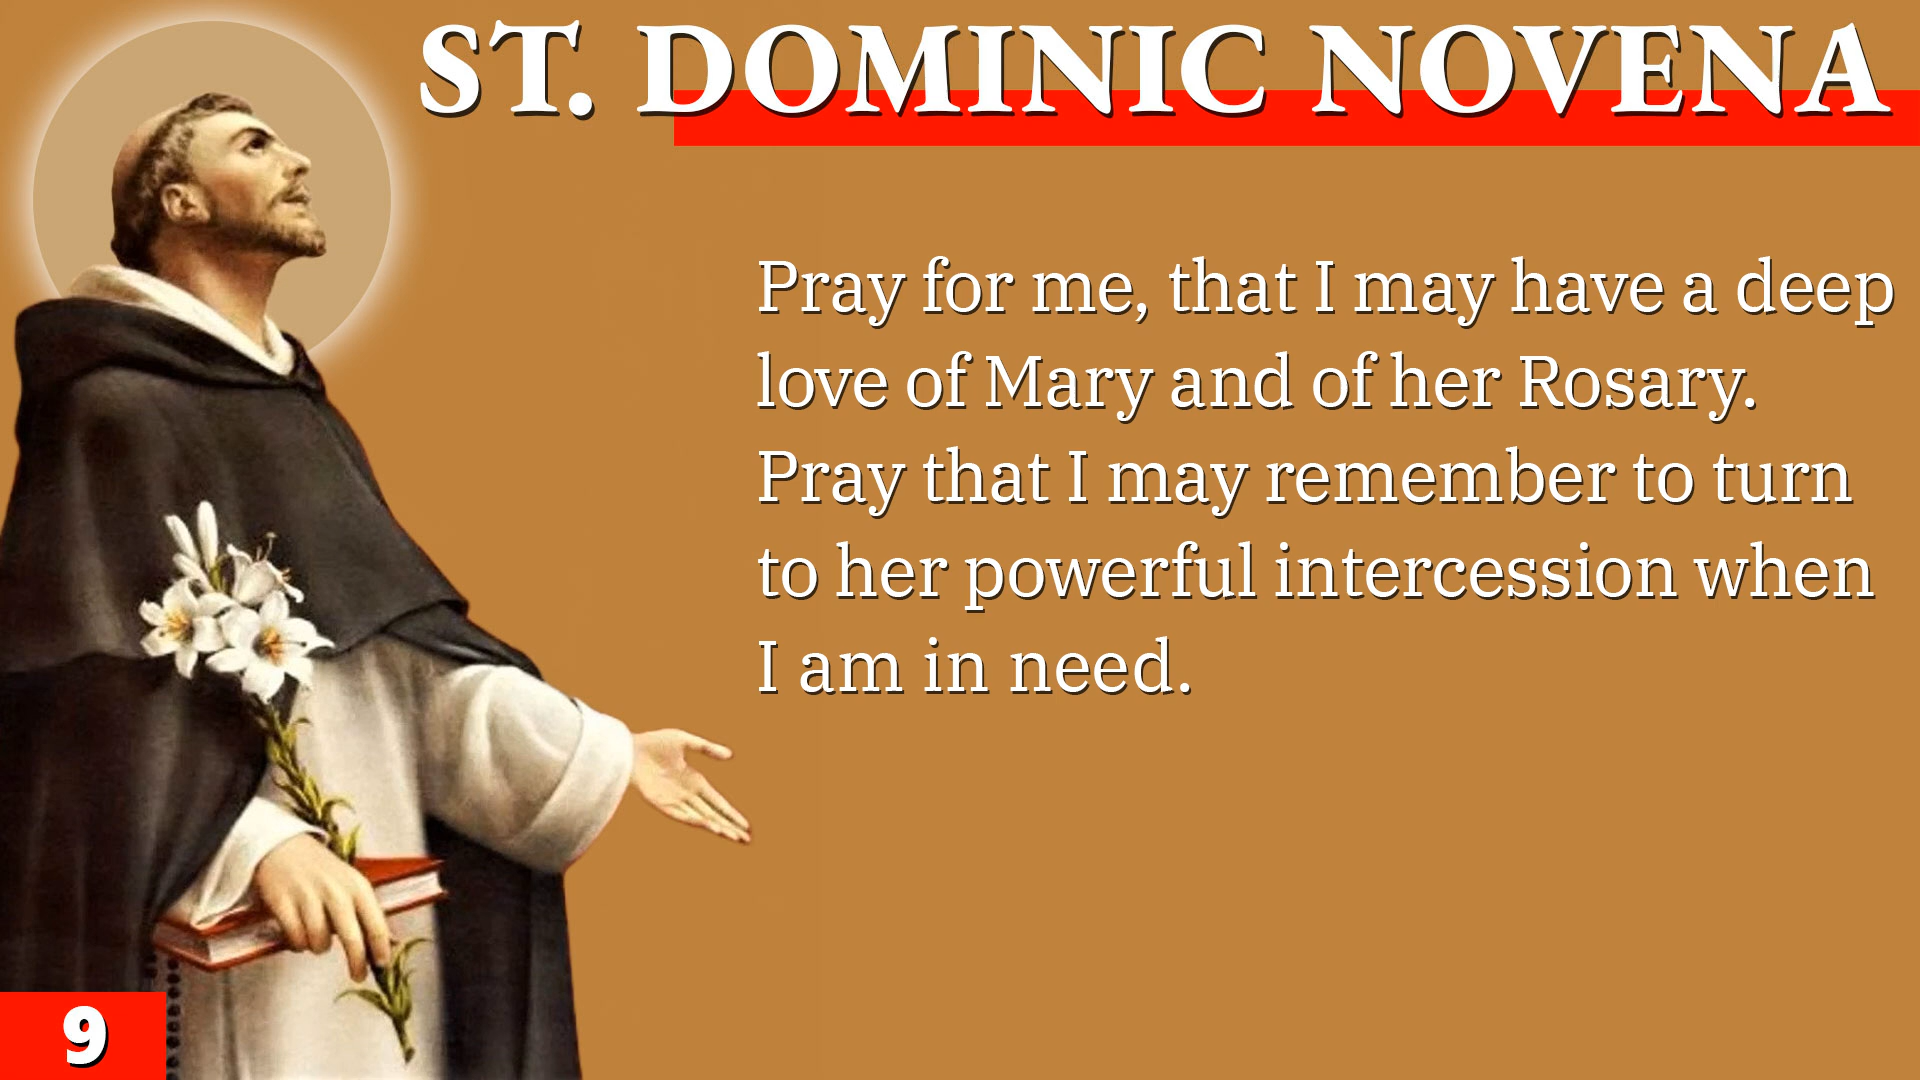 ST. DOMINIC NOVENA
Pray for me, that I may have a deep
love of Mary and of her Rosary.
Pray that I may remember to turn
to her powerful intercession when
I am in need.
9